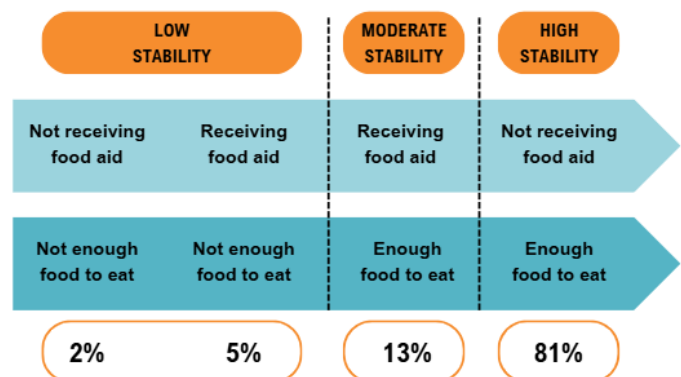 LOW
STABILITY
MODERATE
STABILITY
HIGH
STABILITY
Not receiving
food aid
Receiving
food aid
Receiving
food aid
Not receiving
food aid
Not enough
food to eat
Not enough
food to eat
Enough
food to eat
Enough
food to eat
2%
5%
13%
81%